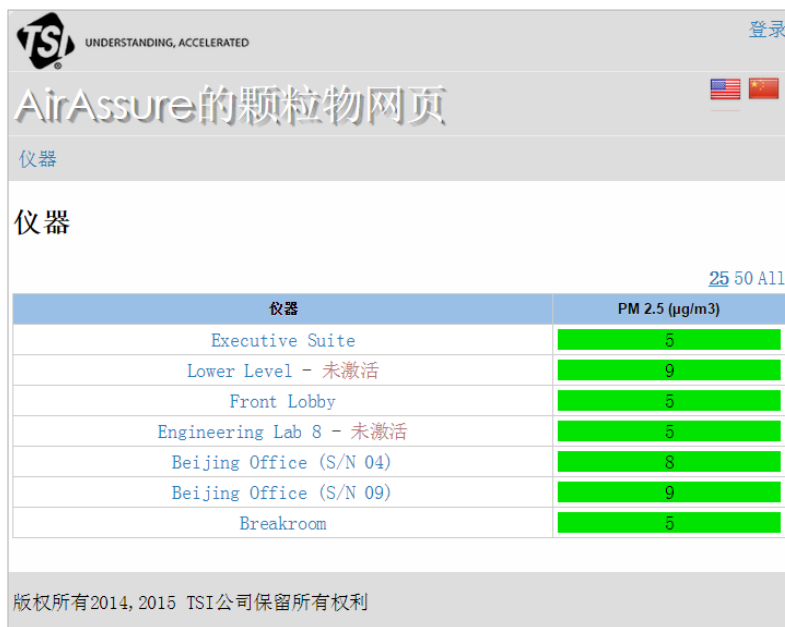 TSI UNDERSTANDING, ACCELERATED
登录
AirAssure的颗粒物网页
仪器
仪器
25 50 All
仪器 PM 2.5 (µg/m3)
Executive Suite 5
Lower Level - 未激活 9
Front Lobby 5
Engineering Lab 8 - 未激活 5
Beijing Office (S/N 04) 8
Beijing Office (S/N 09) 9
Breakroom 5
版权所有2014,2015 TSI公司保留所有权利